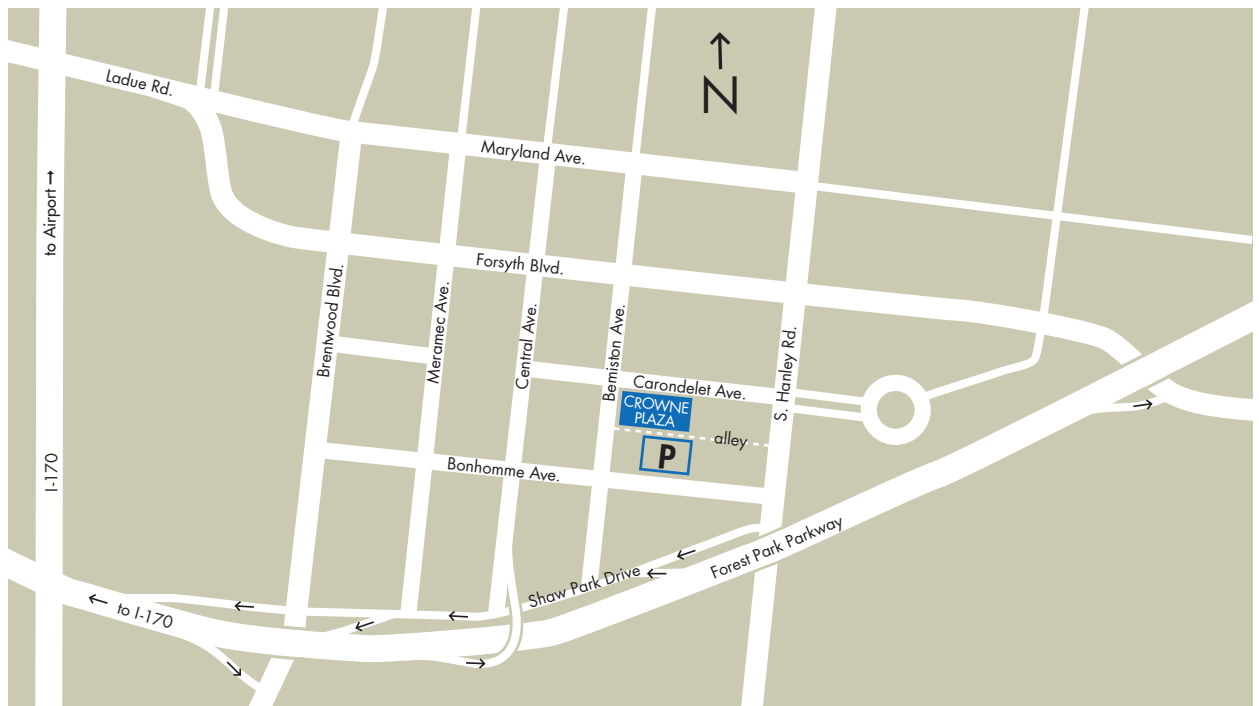 N
Ladue Rd.
Maryland Ave.
to Airport →
Forsyth Blvd.
Brentwood Blvd.
Meramec Ave.
Central Ave.
Bemiston Ave.
S. Hanley Rd.
Carondelet Ave.
CROWNE
PLAZA
alley
P
Bonhomme Ave.
I-170
Forest Park Parkway
Shaw Park Drive
to I-170